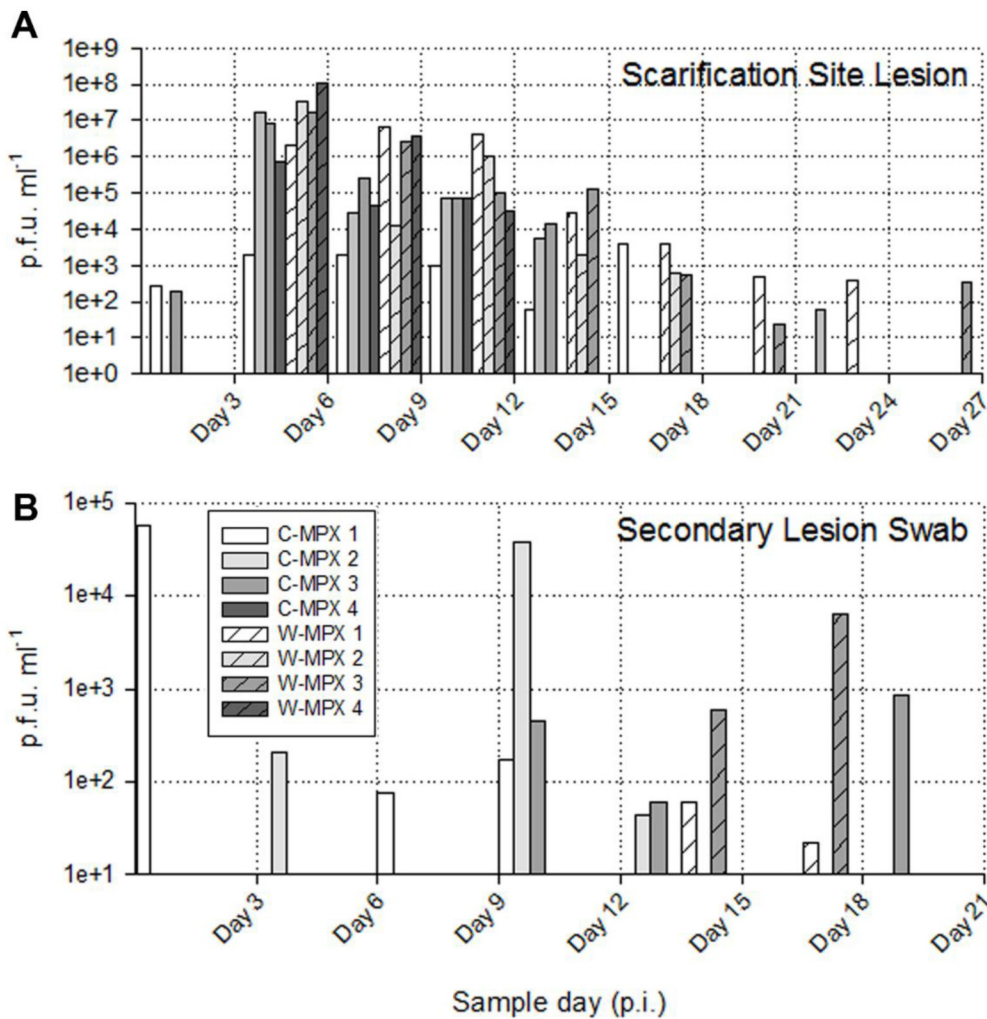 A
Scarification Site Lesion
p.f.u. ml-1
1e+9
1e+8
1e+7
1e+6
1e+5
1e+4
1e+3
1e+2
1e+1
1e+0
Day 3
Day 6
Day 9
Day 12
Day 15
Day 18
Day 21
Day 24
Day 27
B
Secondary Lesion Swab
p.f.u. ml-1
1e+5
1e+4
1e+3
1e+2
1e+1
C-MPX 1
C-MPX 2
C-MPX 3
C-MPX 4
W-MPX 1
W-MPX 2
W-MPX 3
W-MPX 4
Day 3
Day 6
Day 9
Day 12
Day 15
Day 18
Day 21
Sample day (p.i.)